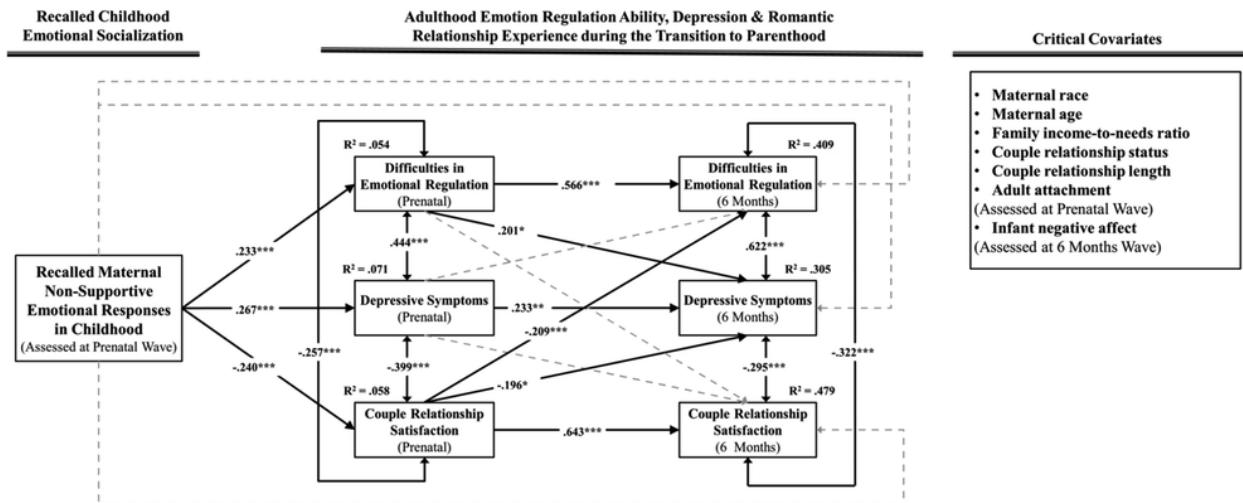 Recalled Childhood
Emotional Socialization
Adulthood Emotion Regulation Ability, Depression & Romantic
Relationship Experience during the Transition to Parenthood
Critical Covariates
• Maternal race
• Maternal age
• Family income-to-needs ratio
• Couple relationship status
• Couple relationship length
• Adult attachment
(Assessed at Prenatal Wave)
• Infant negative affect
(Assessed at 6 Months Wave)
Recalled Maternal
Non-Supportive
Emotional Responses
in Childhood
(Assessed at Prenatal Wave)
.233***
.267***
-.240***
R² = .054
Difficulties in
Emotional Regulation
(Prenatal)
.444***
R² = .071
Depressive Symptoms
(Prenatal)
-.257***
-.399***
R² = .058
Couple Relationship
Satisfaction
(Prenatal)
.566***
.201*
.233**
-.209***
-.196*
.643***
R² = .409
Difficulties in
Emotional Regulation
(6 Months)
.622***
R² = .305
Depressive Symptoms
(6 Months)
-.322***
-.295***
R² = .479
Couple Relationship
Satisfaction
(6 Months)